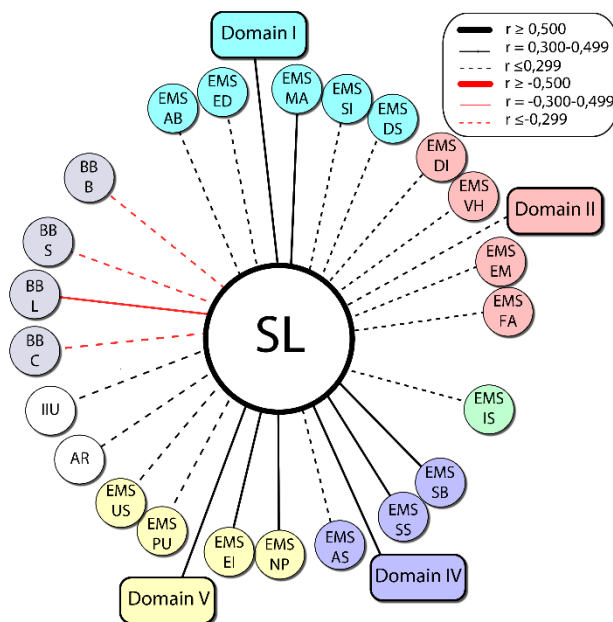 Domain I
r ≥ 0,500
r = 0,300-0,499
r ≤0,299
r ≥ -0,500
r = -0,300-0,499
r ≤-0,299
EMS
ED
EMS
AB
EMS
MA
EMS
SI
EMS
DS
EMS
DI
EMS
VH
Domain II
EMS
EM
EMS
FA
BB
B
BB
S
BB
L
BB
C
SL
IIU
AR
EMS
IS
EMS
SB
EMS
SS
EMS
US
EMS
PU
EMS
EI
EMS
NP
EMS
AS
Domain IV
Domain V